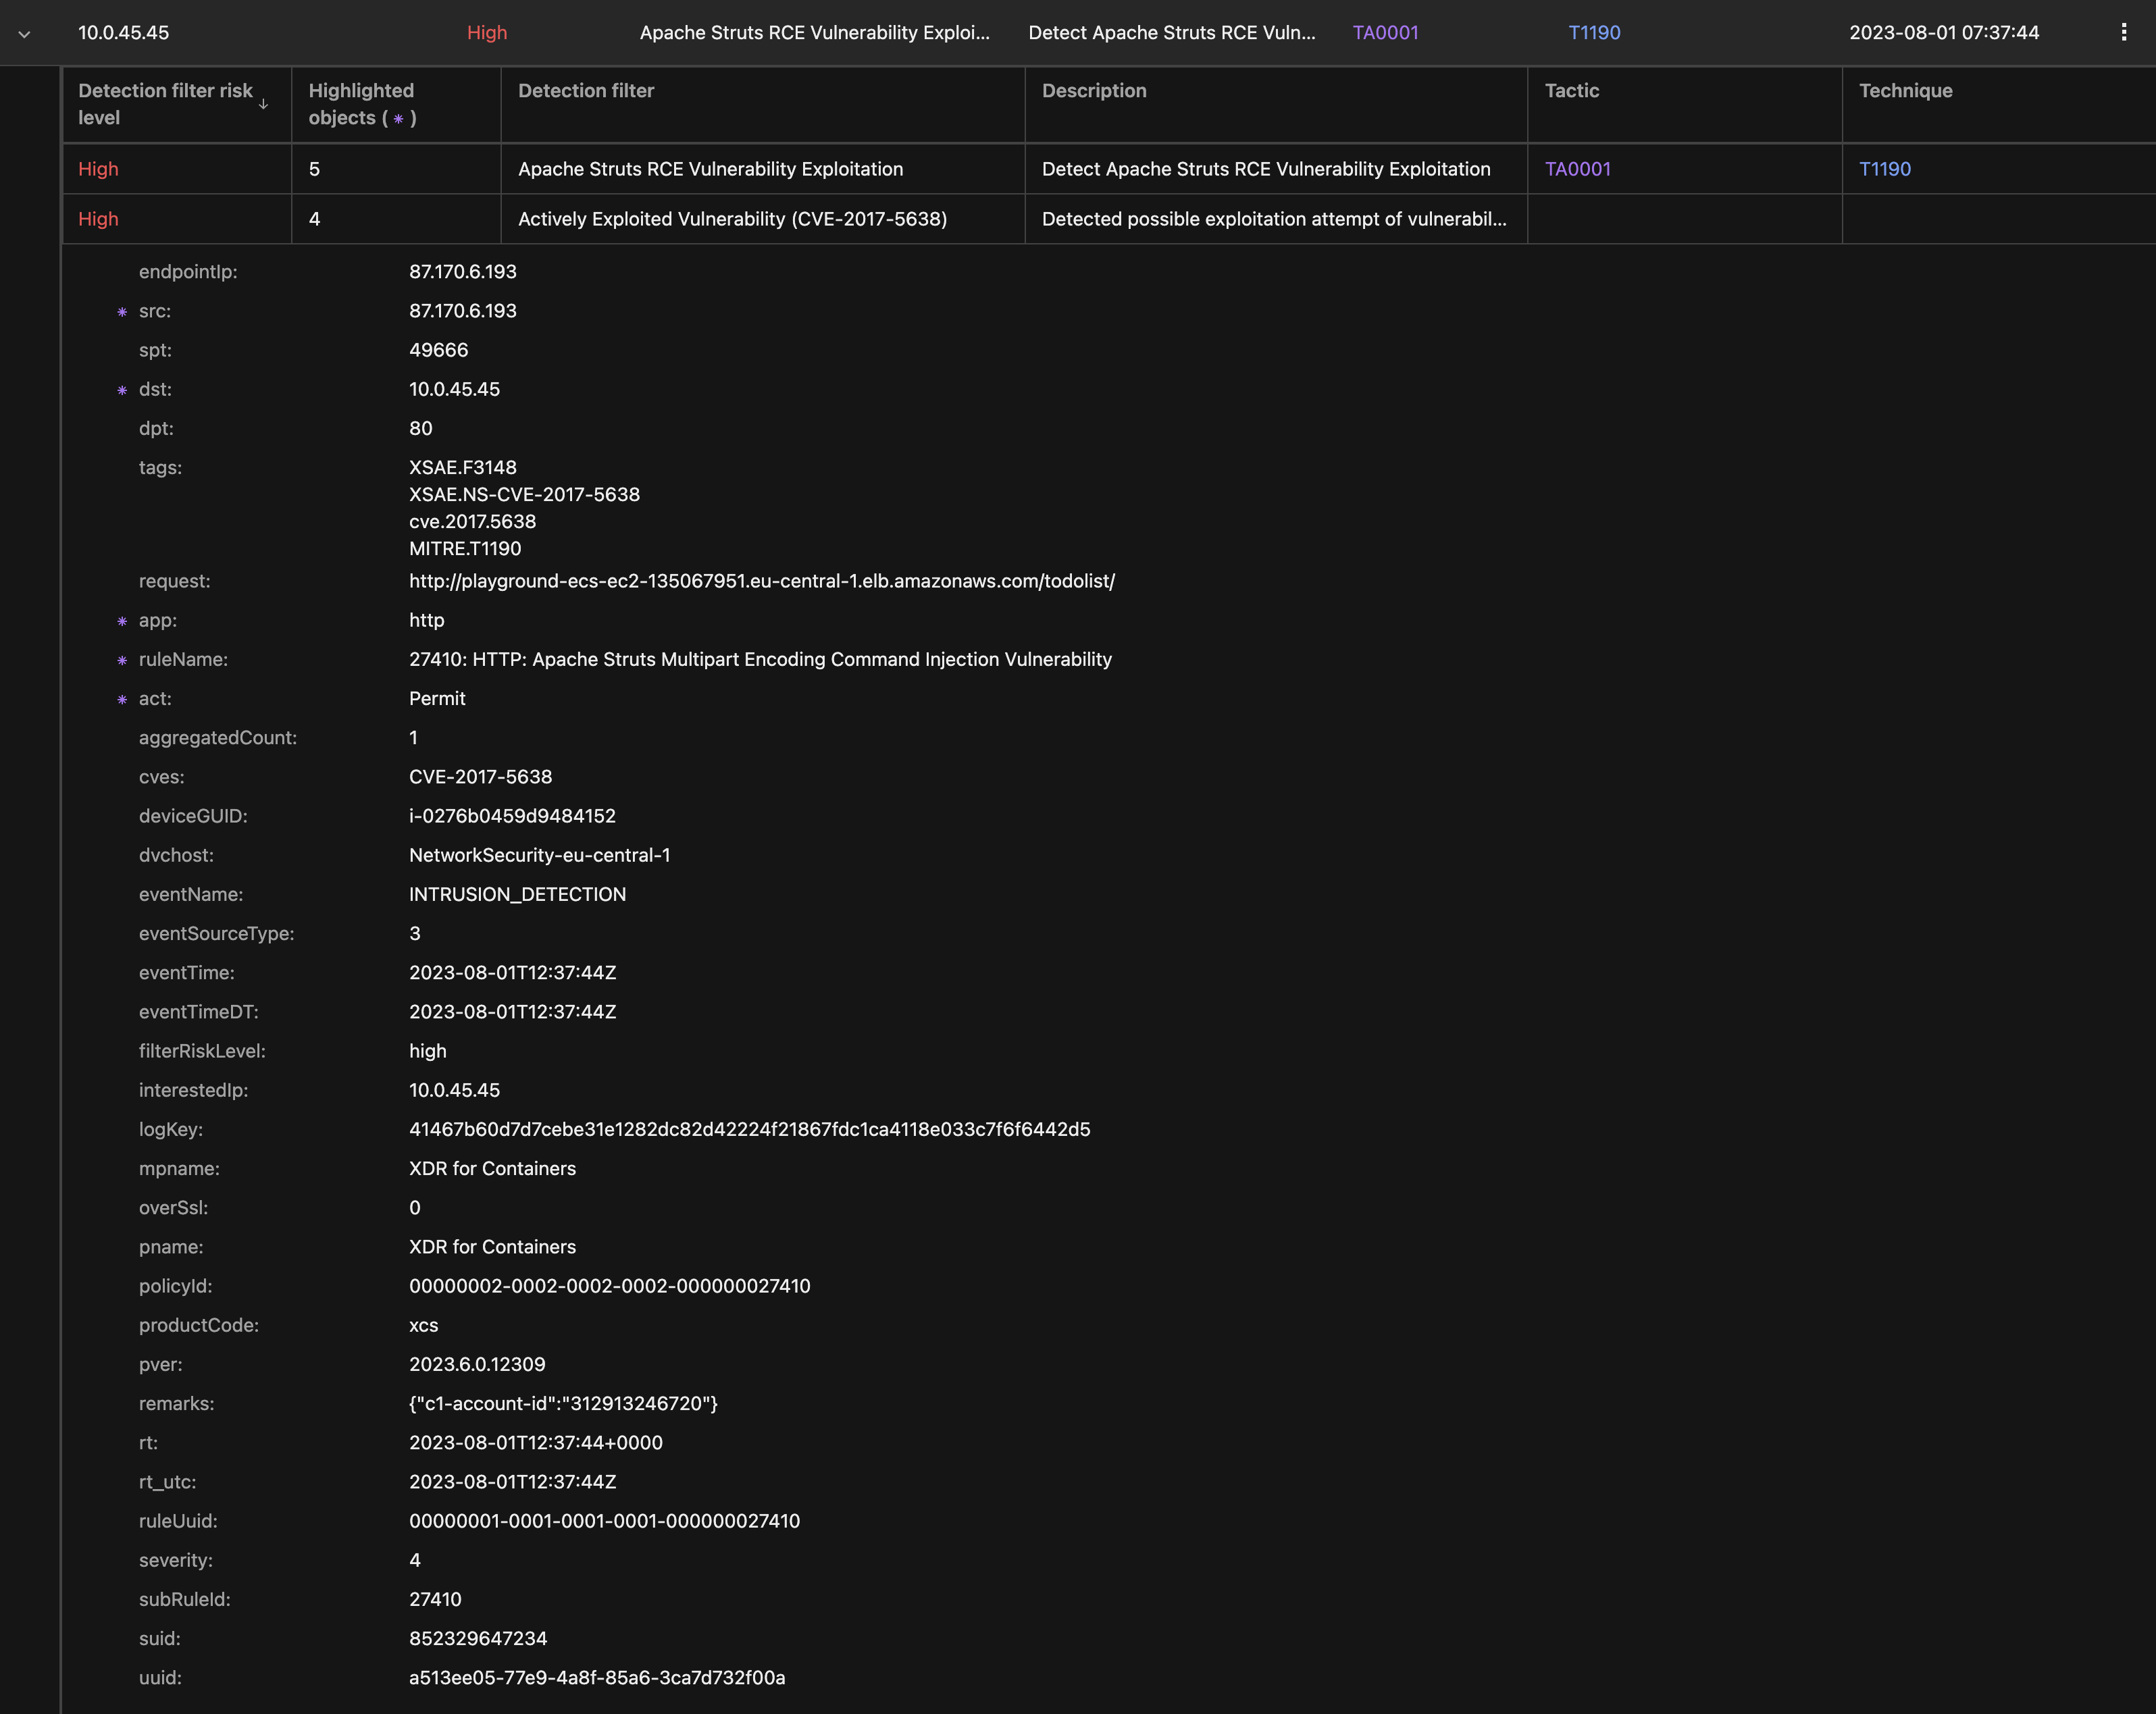 10.0.45.45 High Apache Struts RCE Vulnerability Exploi... Detect Apache Struts RCE Vuln... TA0001 T1190 2023-08-01 07:37:44
Detection filter risk level Highlighted objects ( * ) Detection filter Description Tactic Technique
High 5 Apache Struts RCE Vulnerability Exploitation Detect Apache Struts RCE Vulnerability Exploitation TA0001 T1190
High 4 Actively Exploited Vulnerability (CVE-2017-5638) Detected possible exploitation attempt of vulnerabil...
endpointIp: 87.170.6.193
* src: 87.170.6.193
spt: 49666
* dst: 10.0.45.45
dpt: 80
tags: XSAE.F3148
XSAE.NS-CVE-2017-5638
cve.2017.5638
MITRE.T1190
request: http://playground-ecs-ec2-135067951.eu-central-1.elb.amazonaws.com/todolist/
* app: http
* ruleName: 27410: HTTP: Apache Struts Multipart Encoding Command Injection Vulnerability
* act: Permit
aggregatedCount: 1
cves: CVE-2017-5638
deviceGUID: i-0276b0459d9484152
dvchost: NetworkSecurity-eu-central-1
eventName: INTRUSION_DETECTION
eventSourceType: 3
eventTime: 2023-08-01T12:37:44Z
eventTimeDT: 2023-08-01T12:37:44Z
filterRiskLevel: high
interestedIp: 10.0.45.45
logKey: 41467b60d7d7cebe31e1282dc82d42224f21867fdc1ca4118e033c7f6f6442d5
mpname: XDR for Containers
overSsl: 0
pname: XDR for Containers
policyId: 00000002-0002-0002-0002-000000027410
productCode: xcs
pver: 2023.6.0.12309
remarks: {"c1-account-id":"312913246720"}
rt: 2023-08-01T12:37:44+0000
rt_utc: 2023-08-01T12:37:44Z
ruleUuid: 00000001-0001-0001-0001-000000027410
severity: 4
subRuleId: 27410
suid: 852329647234
uuid: a513ee05-77e9-4a8f-85a6-3ca7d732f00a